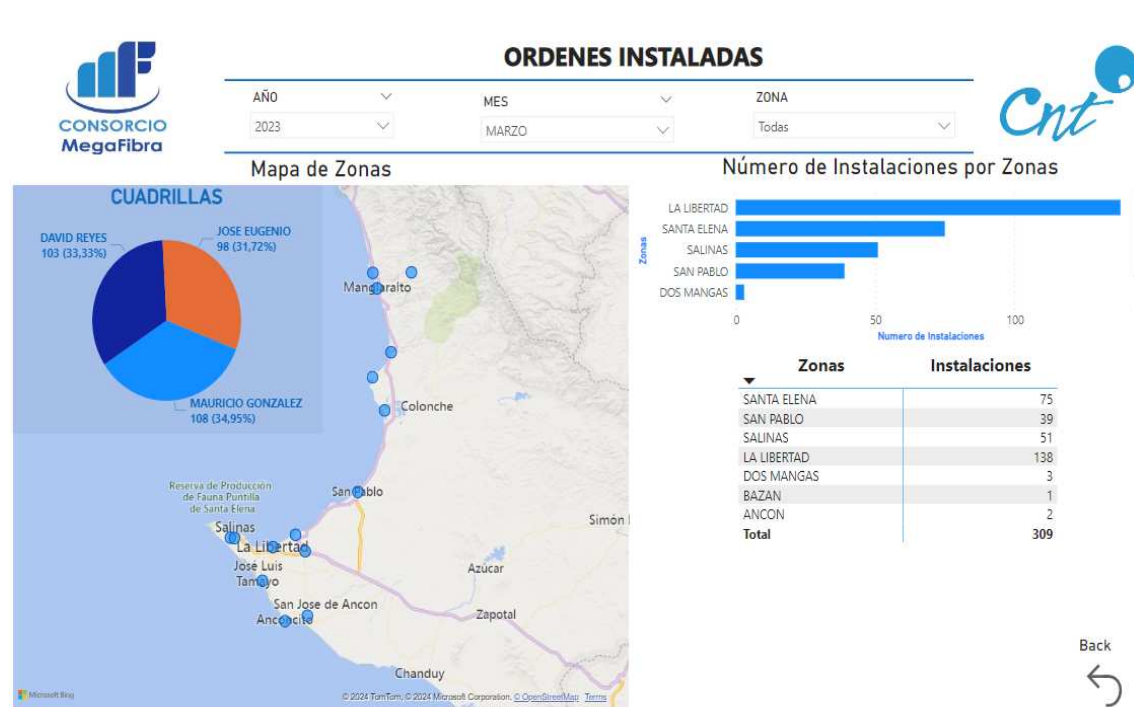 ORDENES INSTALADAS
CONSORCIO
MegaFibra
AÑO
2023
MES
MARZO
ZONA
Todas
Cnt
Mapa de Zonas
CUADRILLAS
DAVID REYES
103 (33,33%)
JOSE EUGENIO
98 (31,72%)
MAURICIO GONZALEZ
108 (34,95%)
Manglaralto
Colonche
Reserva de Producción
de Fauna Puntilla
de Santa Elena
San Pablo
Simón
Salinas
La Libertad
José Luis
Tamayo
Azúcar
San Jose de Ancon
Anconcito
Zapotal
Chanduy
Microsoft Bing
© 2024 TomTom, © 2024 Microsoft Corporation, © OpenStreetMap Terms
Número de Instalaciones por Zonas
Zonas
LA LIBERTAD
SANTA ELENA
SALINAS
SAN PABLO
DOS MANGAS
0 50 100
Numero de Instalaciones
Zonas Instalaciones
SANTA ELENA 75
SAN PABLO 39
SALINAS 51
LA LIBERTAD 138
DOS MANGAS 3
BAZAN 1
ANCON 2
Total 309
Back